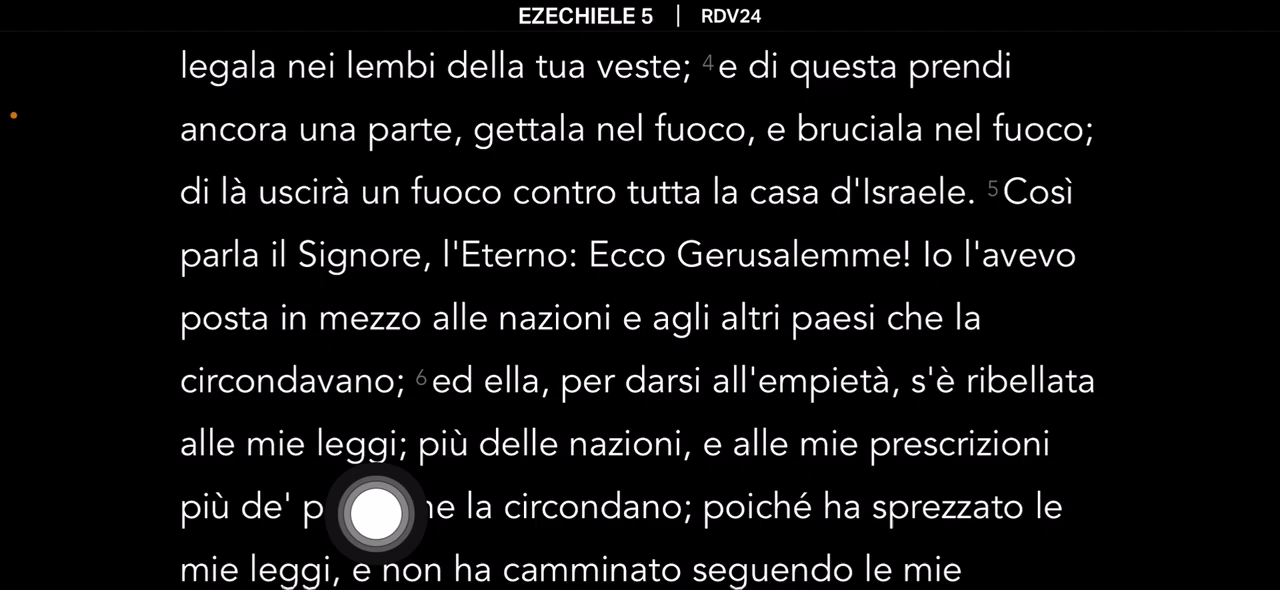 EZECHIELE 5 | RDV24
legala nei lembi della tua veste; 4 e di questa prendi
ancora una parte, gettala nel fuoco, e bruciala nel fuoco;
di là uscirà un fuoco contro tutta la casa d'Israele. 5 Così
parla il Signore, l'Eterno: Ecco Gerusalemme! Io l'avevo
posta in mezzo alle nazioni e agli altri paesi che la
circondavano; 6 ed ella, per darsi all'empietà, s'è ribellata
alle mie leggi; più delle nazioni, e alle mie prescrizioni
più de' la circondano; poiché ha sprezzato le
mie leggi, e non ha camminato seguendo le mie